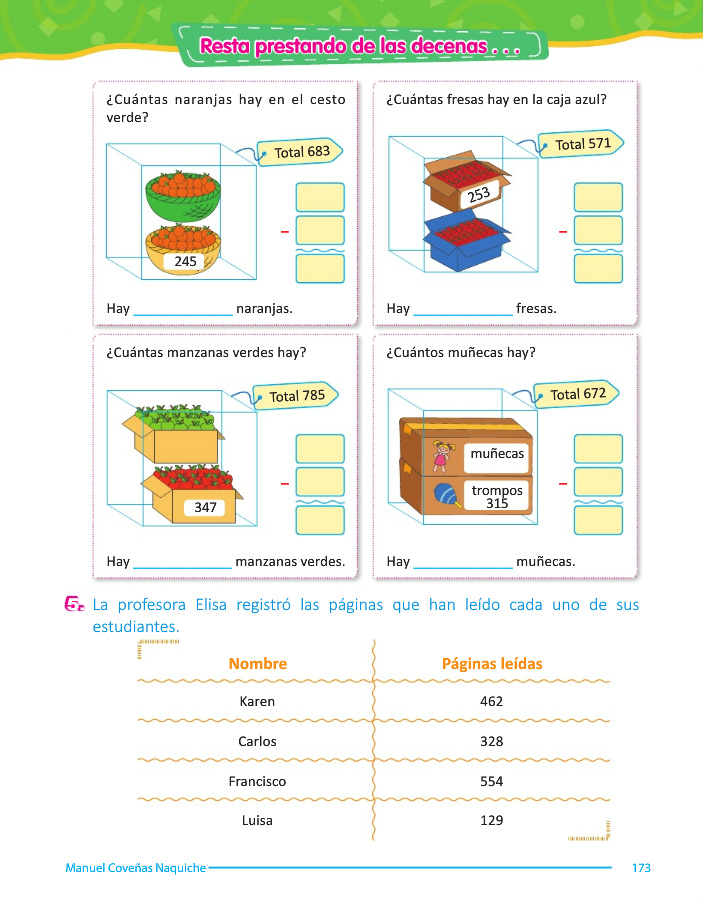 Resta prestando de las decenas . . .
¿Cuántas naranjas hay en el cesto
verde?
Total 683
245
–
Hay ______________ naranjas.
¿Cuántas fresas hay en la caja azul?
Total 571
253
–
Hay ______________ fresas.
¿Cuántas manzanas verdes hay?
Total 785
347
–
Hay ______________ manzanas verdes.
¿Cuántos muñecas hay?
Total 672
muñecas
trompos
315
–
Hay ______________ muñecas.
5. La profesora Elisa registró las páginas que han leído cada uno de sus
estudiantes.
Nombre Páginas leídas
Karen 462
Carlos 328
Francisco 554
Luisa 129
Manuel Coveñas Naquiche 173